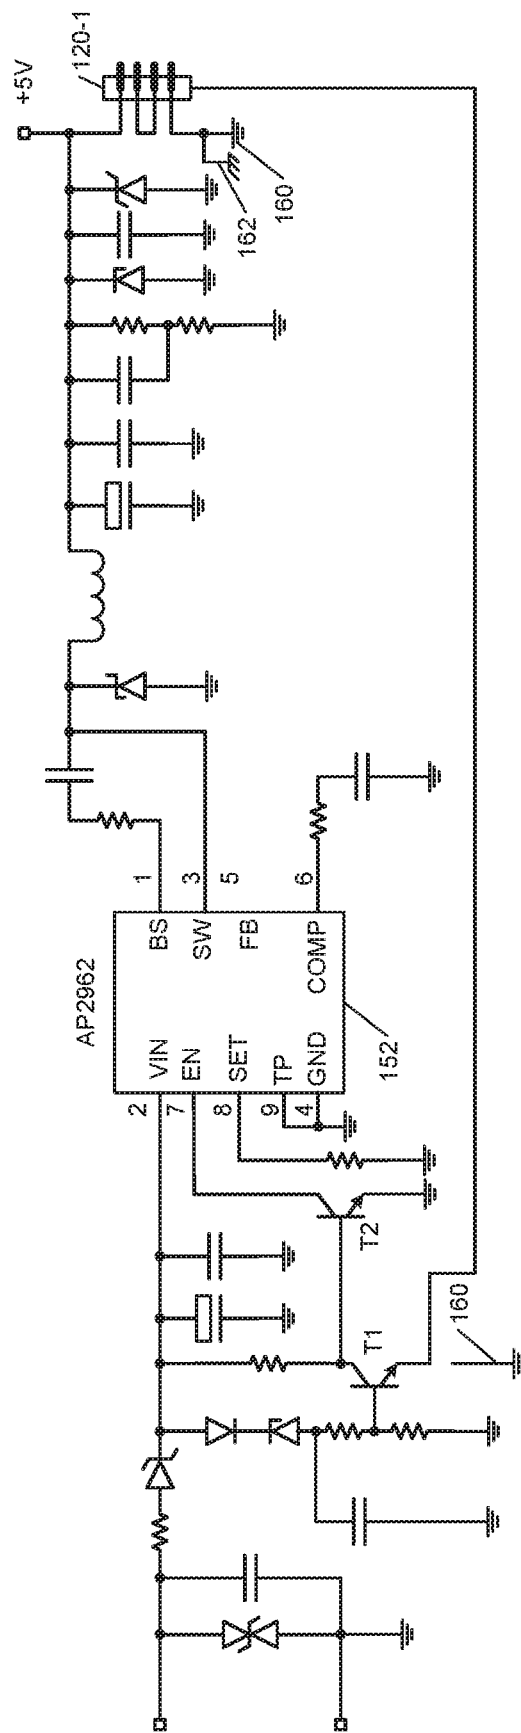 +5V
120-1
162
160
AP2962
1
3
5
6
BS
SW
FB
COMP
VIN
EN
SET
TP
GND
2
7
8
9
4
152
T2
T1
160